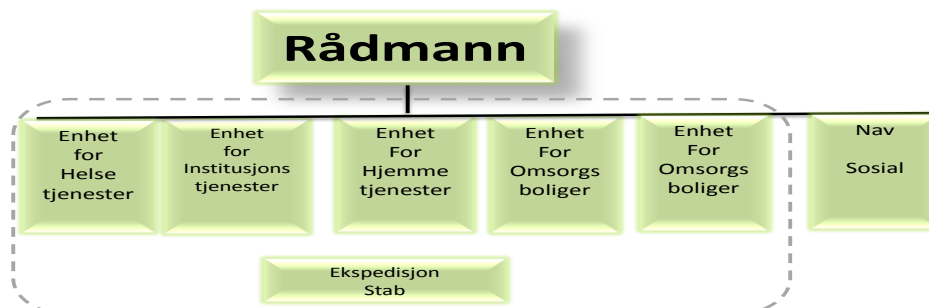 Rådmann
Enhet
for
Helse
tjenester
Enhet
for
Institusjons
tjenester
Enhet
For
Hjemme
tjenester
Enhet
For
Omsorgs
boliger
Enhet
For
Omsorgs
boliger
Nav
Sosial
Ekspedisjon
Stab